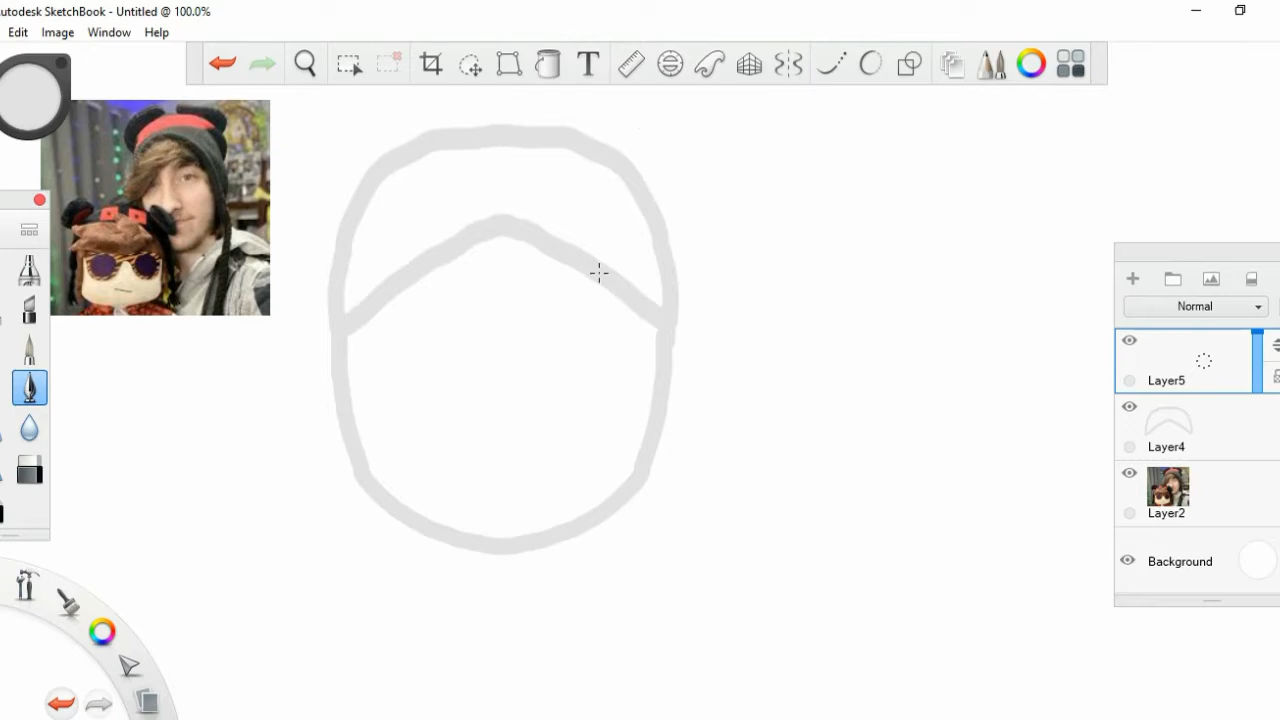 utodesk SketchBook - Untitled @ 100.0%
Edit Image Window Help
T
Normal
Layer5
Layer4
Layer2
Background